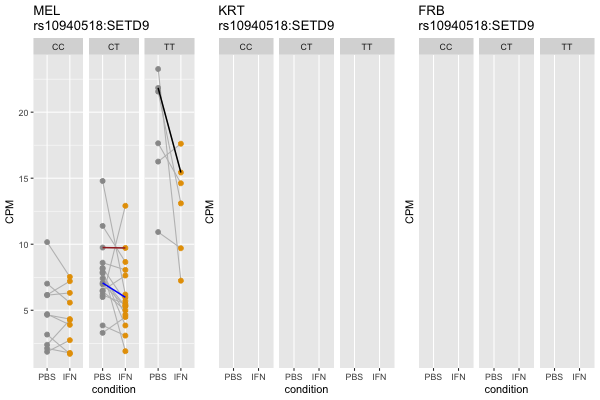 MEL
rs10940518:SETD9
CC CT TT
CPM
20
15
10
5
PBS IFN PBS IFN PBS IFN
condition
KRT
rs10940518:SETD9
CC CT TT
CPM
PBS IFN PBS IFN PBS IFN
condition
FRB
rs10940518:SETD9
CC CT TT
CPM
PBS IFN PBS IFN PBS IFN
condition